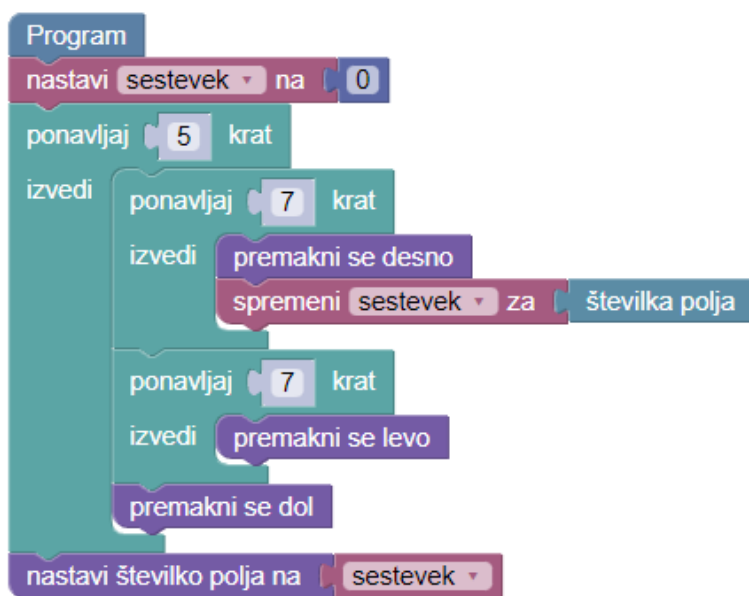 Program
nastavi sestevek na 0
ponavljaj 5 krat
izvedi
ponavljaj 7 krat
izvedi premakni se desno
spremeni sestevek za številka polja
ponavljaj 7 krat
izvedi premakni se levo
premakni se dol
nastavi številko polja na sestevek